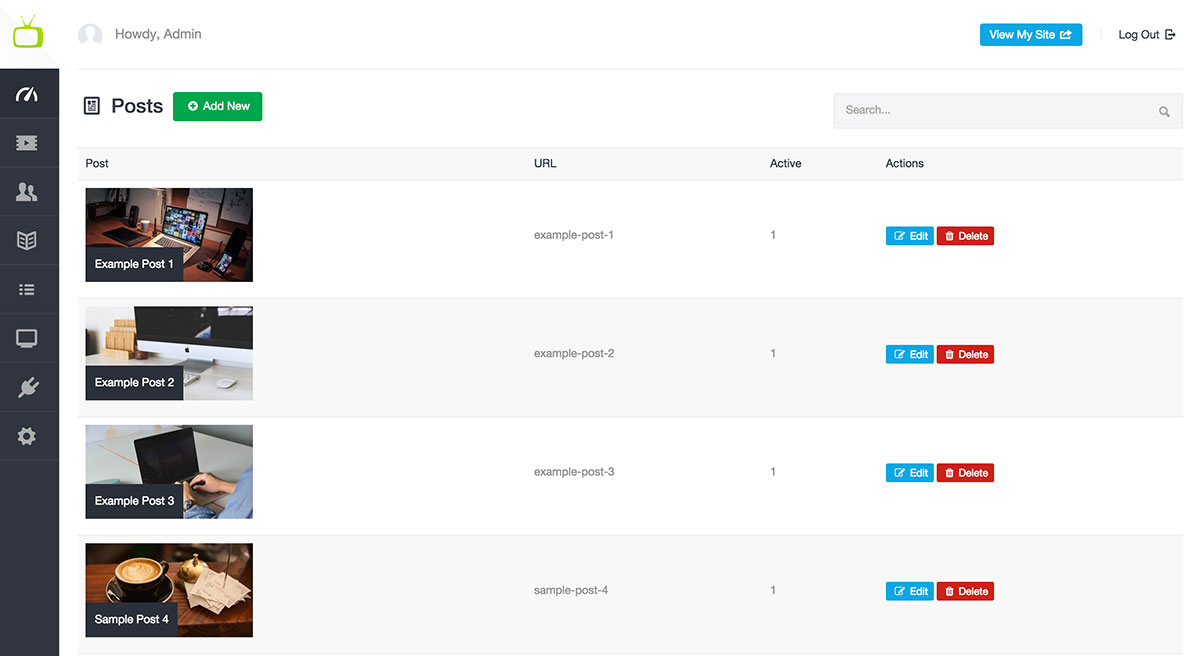 Howdy, Admin
View My Site
Log Out
Posts
Add New
Search...
Post URL Active Actions
Example Post 1
example-post-1 1 Edit Delete
Example Post 2
example-post-2 1 Edit Delete
Example Post 3
example-post-3 1 Edit Delete
Sample Post 4
sample-post-4 1 Edit Delete